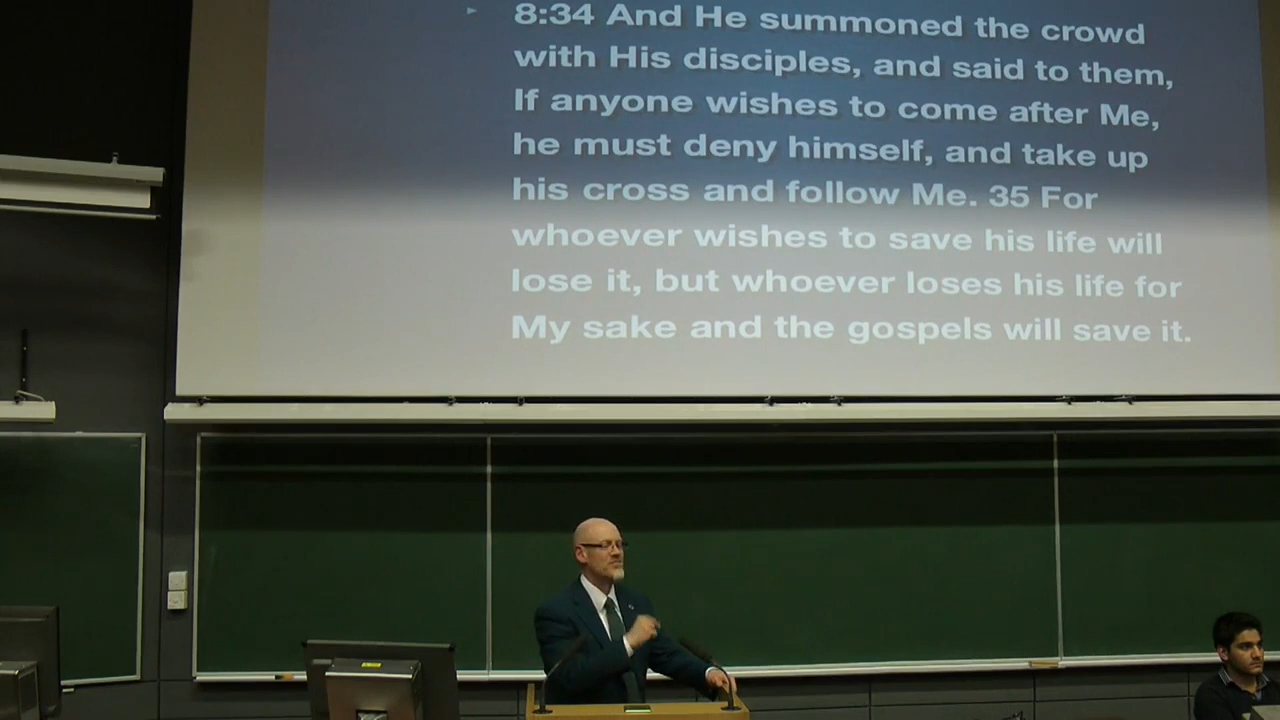 8:34 And He summoned the crowd
with His disciples, and said to them,
If anyone wishes to come after Me,
he must deny himself, and take up
his cross and follow Me. 35 For
whoever wishes to save his life will
lose it, but whoever loses his life for
My sake and the gospels will save it.